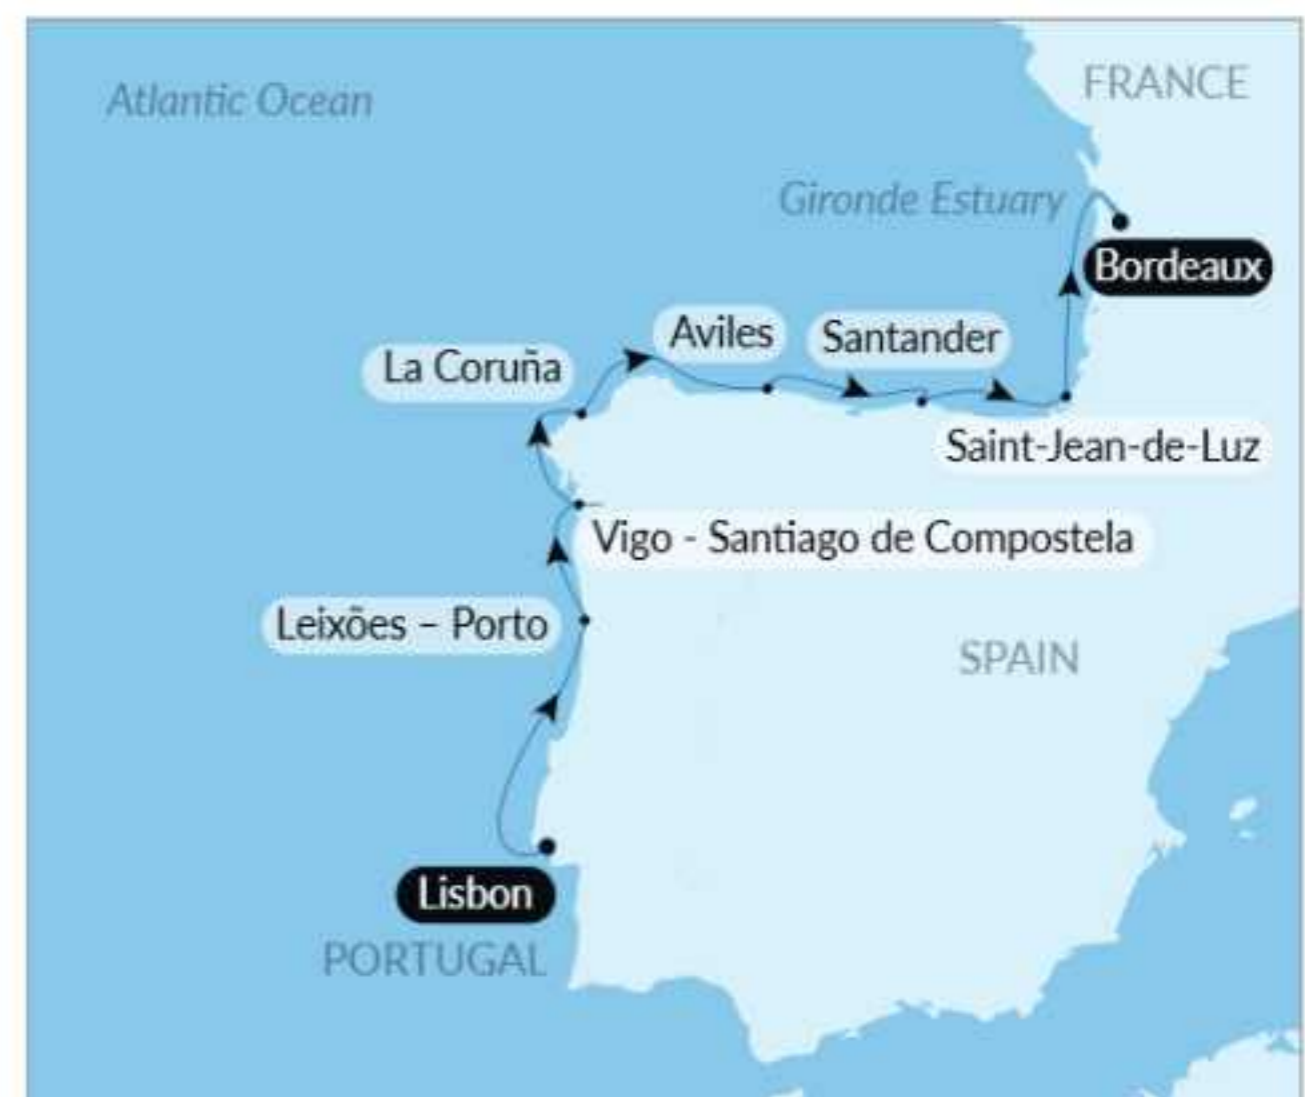 FRANCE
Atlantic Ocean
Gironde Estuary
Bordeaux
Aviles
Santander
La Coruña
Saint-Jean-de-Luz
Vigo - Santiago de Compostela
Leixões – Porto
SPAIN
Lisbon
PORTUGAL